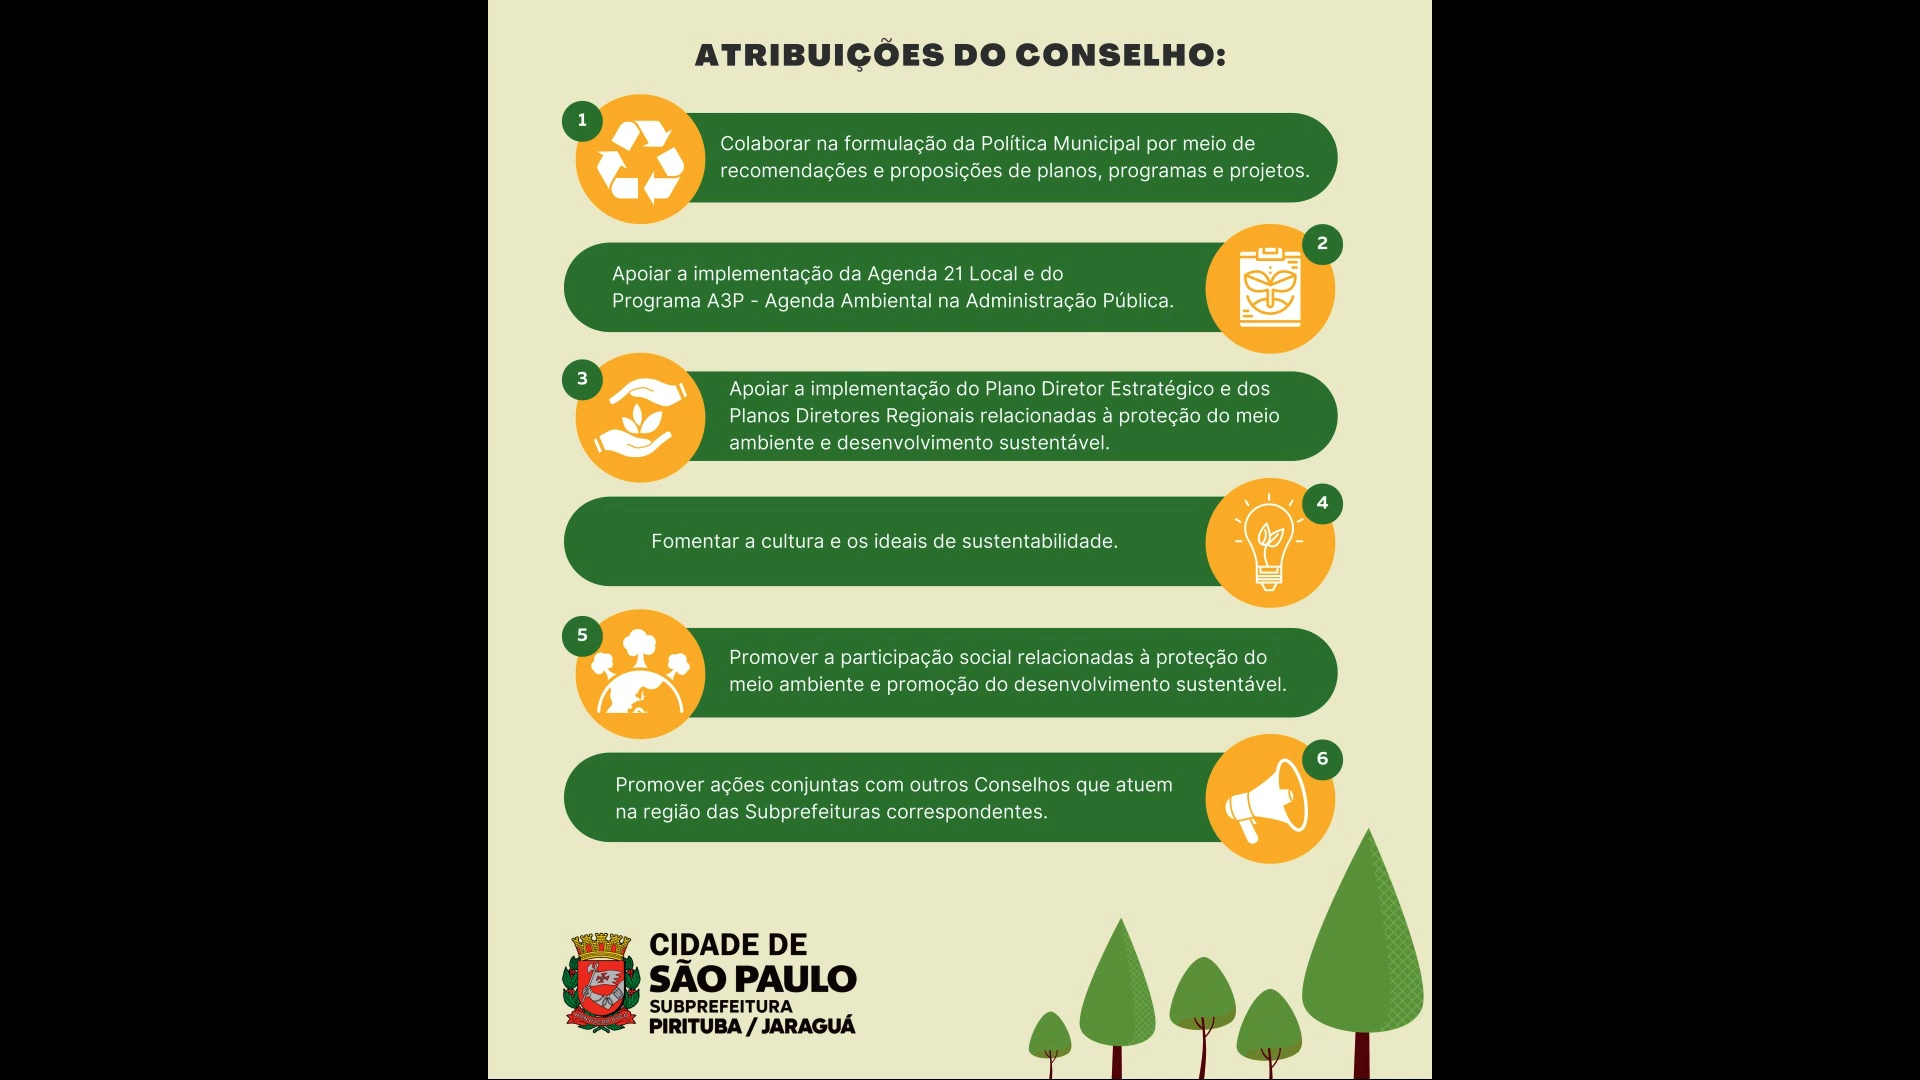 ATRIBUIÇÕES DO CONSELHO:
1
Colaborar na formulação da Política Municipal por meio de
recomendações e proposições de planos, programas e projetos.
2
Apoiar a implementação da Agenda 21 Local e do
Programa A3P - Agenda Ambiental na Administração Pública.
3
Apoiar a implementação do Plano Diretor Estratégico e dos
Planos Diretores Regionais relacionadas à proteção do meio
ambiente e desenvolvimento sustentável.
4
Fomentar a cultura e os ideais de sustentabilidade.
5
Promover a participação social relacionadas à proteção do
meio ambiente e promoção do desenvolvimento sustentável.
6
Promover ações conjuntas com outros Conselhos que atuem
na região das Subprefeituras correspondentes.
CIDADE DE
SÃO PAULO
SUBPREFEITURA
PIRITUBA / JARAGUÁ